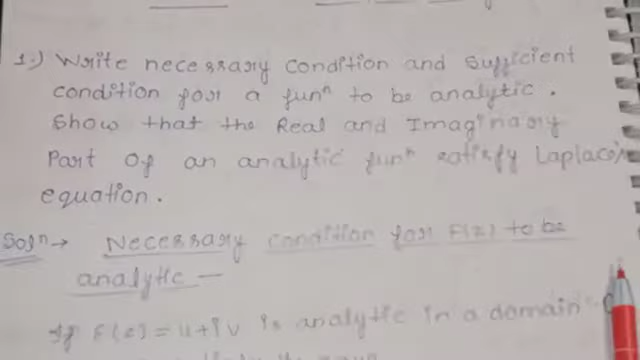 1.) Write necessary condition and Sufficient
condition for a funⁿ to be analytic.
Show that the Real and Imaginary
Part of an analytic funⁿ satisfy Laplace's
equation.
Solⁿ → Necessary condition for F(z) to be
analytic —
If F(z) = u+iv is analytic in a domain